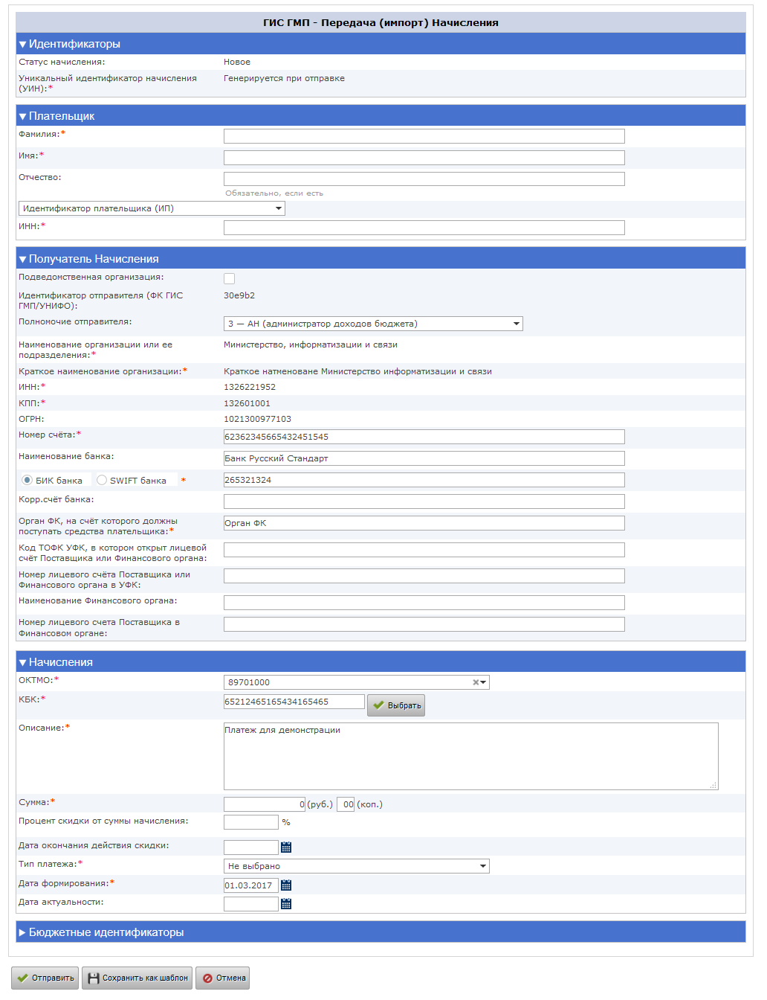 ГИС ГМП - Передача (импорт) Начисления
Идентификаторы
Статус начисления: Новое
Уникальный идентификатор начисления Генерируется при отправке
(УИН):*
Плательщик
Фамилия:*
Имя:*
Отчество:
Обязательно, если есть
Идентификатор плательщика (ИП)
ИНН:*
Получатель Начисления
Подведомственная организация:
Идентификатор отправителя (ФК ГИС 30e9b2
ГМП/УНИФО):
Полномочие отправителя: 3 — АН (администратор доходов бюджета)
Наименование организации или ее Министерство, информатизации и связи
подразделения:*
Краткое наименование организации:* Краткое натменоване Министерство информатизации и связи
ИНН:* 1326221952
КПП:* 132601001
ОГРН: 1021300977103
Номер счёта:* 62362345665432451545
Наименование банка: Банк Русский Стандарт
БИК банка SWIFT банка * 265321324
Корр.счёт банка:
Орган ФК, на счёт которого должны Орган ФК
поступать средства плательщика:*
Код ТОФК УФК, в котором открыт лицевой
счёт Поставщика или Финансового органа:
Номер лицевого счёта Поставщика или
Финансового органа в УФК:
Наименование Финансового органа:
Номер лицевого счета Поставщика в
Финансовом органе:
Начисления
ОКТМО:* 89701000
КБК:* 65212465165434165465 Выбрать
Описание:* Платеж для демонстрации
Сумма:* 0 (руб.) 00 (коп.)
Процент скидки от суммы начисления: %
Дата окончания действия скидки:
Тип платежа:* Не выбрано
Дата формирования:* 01.03.2017
Дата актуальности:
Бюджетные идентификаторы
Отправить Сохранить как шаблон Отмена